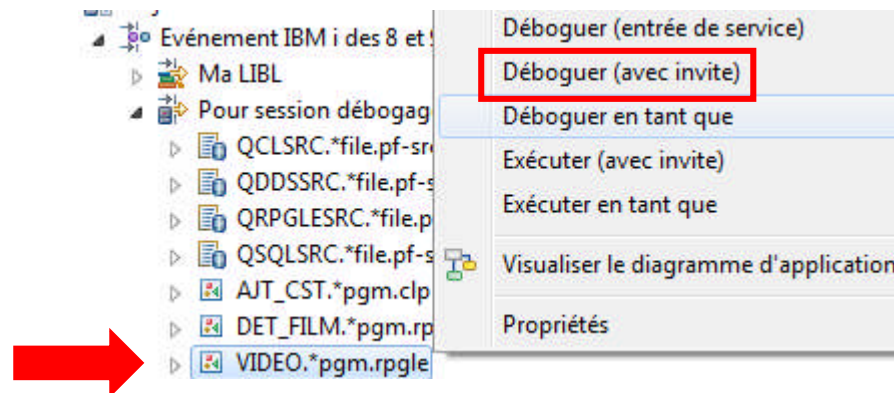 Evénement IBM i des 8 et
Ma LIBL
Pour session débogag
QCLSRC.*file.pf-sr
QDDSSRC.*file.pf-s
QRPGLESRC.*file.p
QSQLSRC.*file.pf-s
AJT_CST.*pgm.clp
DET_FILM.*pgm.rp
VIDEO.*pgm.rpgle
Déboguer (entrée de service)
Déboguer (avec invite)
Déboguer en tant que
Exécuter (avec invite)
Exécuter en tant que
Visualiser le diagramme d'application
Propriétés